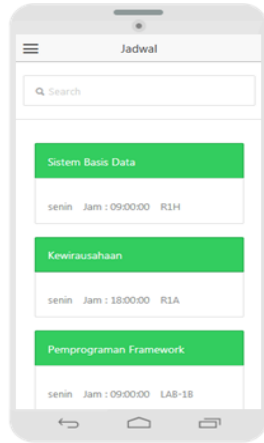 Jadwal
Search
Sistem Basis Data
senin Jam : 09:00:00 R1H
Kewirausahaan
senin Jam : 18:00:00 R1A
Pemprograman Framework
senin Jam : 09:00:00 LAB-1B